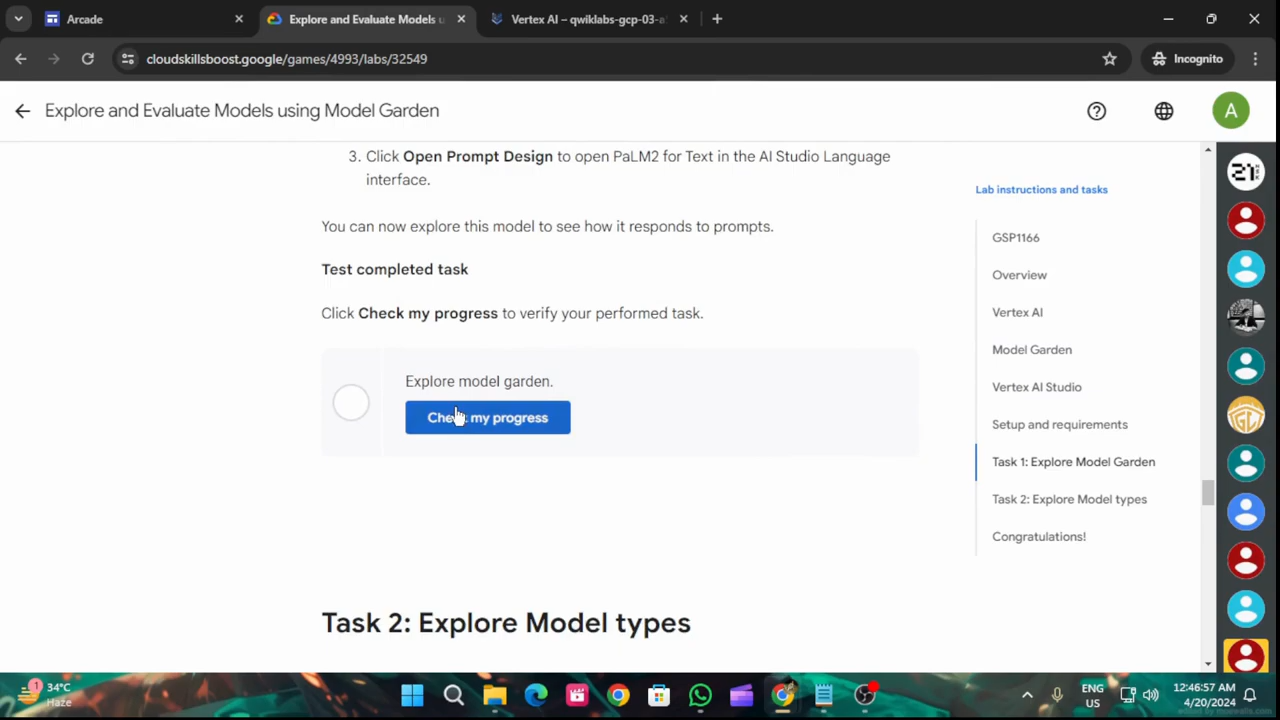 Arcade
Explore and Evaluate Models u
Vertex AI – qwiklabs-gcp-03-a
cloudskillsboost.google/games/4993/labs/32549
Incognito
Explore and Evaluate Models using Model Garden
A
3. Click Open Prompt Design to open PaLM2 for Text in the AI Studio Language
interface.
You can now explore this model to see how it responds to prompts.
Test completed task
Click Check my progress to verify your performed task.
Explore model garden.
Check my progress
Task 2: Explore Model types
Lab instructions and tasks
GSP1166
Overview
Vertex AI
Model Garden
Vertex AI Studio
Setup and requirements
Task 1: Explore Model Garden
Task 2: Explore Model types
Congratulations!
21
1
34°C
Haze
ENG
US
12:46:57 AM
4/20/2024